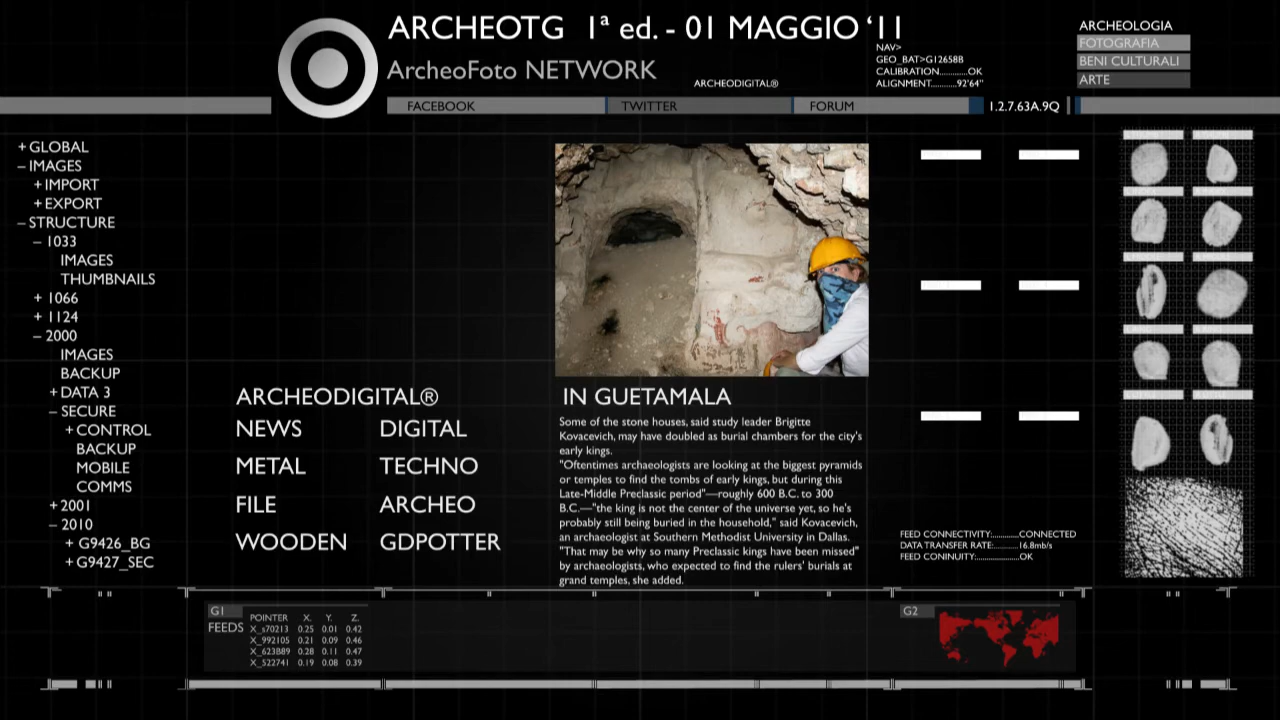 ARCHEOTG 1ª ed. - 01 MAGGIO '11
ArcheoFoto NETWORK
ARCHEODIGITAL®
NAV>
GEO_BAT>G12658B
CALIBRATION.............OK
ALIGNMENT...........92'64"
ARCHEOLOGIA
FOTOGRAFIA
BENI CULTURALI
ARTE
FACEBOOK
TWITTER
FORUM
1.2.7.63A.9Q
+ GLOBAL
– IMAGES
+ IMPORT
+ EXPORT
– STRUCTURE
– 1033
IMAGES
THUMBNAILS
+ 1066
+ 1124
– 2000
IMAGES
BACKUP
+ DATA 3
– SECURE
+ CONTROL
BACKUP
MOBILE
COMMS
+ 2001
– 2010
+ G9426_BG
+ G9427_SEC
ARCHEODIGITAL®
NEWS DIGITAL
METAL TECHNO
FILE ARCHEO
WOODEN GDPOTTER
IN GUETAMALA
Some of the stone houses, said study leader Brigitte
Kovacevich, may have doubled as burial chambers for the city's
early kings.
"Oftentimes archaeologists are looking at the biggest pyramids
or temples to find the tombs of early kings, but during this
Late-Middle Preclassic period"—roughly 600 B.C. to 300
B.C.—"the king is not the center of the universe yet, so he's
probably still being buried in the household," said Kovacevich,
an archaeologist at Southern Methodist University in Dallas.
"That may be why so many Preclassic kings have been missed"
by archaeologists, who expected to find the rulers' burials at
grand temples, she added.
FEED CONNECTIVITY:............CONNECTED
DATA TRANSFER RATE:..........16.8mb/s
FEED CONINUITY:.....................OK
G1
FEEDS
POINTER X. Y. Z.
X_s70213 0.25 0.01 0.42
X_992105 0.21 0.09 0.46
X_623889 0.28 0.11 0.47
X_522741 0.19 0.08 0.39
G2